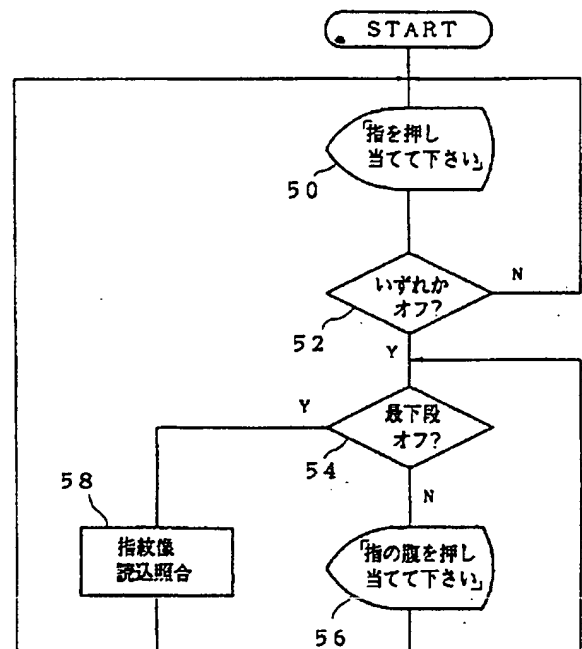 START
「指を押し
当てて下さい」
50
いずれか
オフ?
N
52
Y
最下段
オフ?
Y
54
N
58
指紋像
読込照合
「指の腹を押し
当てて下さい」
56